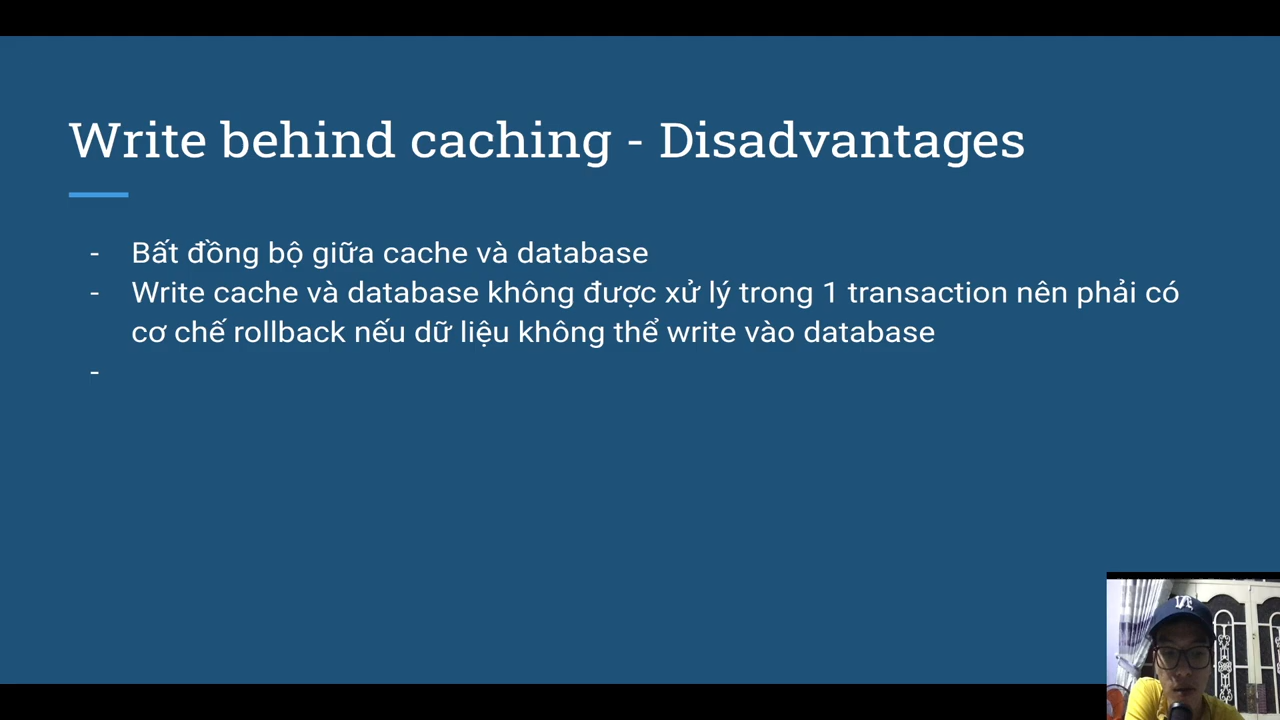 Write behind caching - Disadvantages
- Bất đồng bộ giữa cache và database
- Write cache và database không được xử lý trong 1 transaction nên phải có
cơ chế rollback nếu dữ liệu không thể write vào database
-